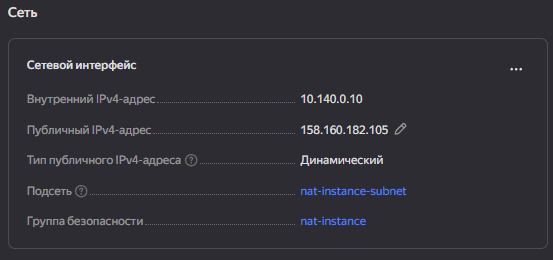 Сеть
Сетевой интерфейс
Внутренний IPv4-адрес 10.140.0.10
Публичный IPv4-адрес 158.160.182.105
Тип публичного IPv4-адреса Динамический
Подсеть nat-instance-subnet
Группа безопасности nat-instance